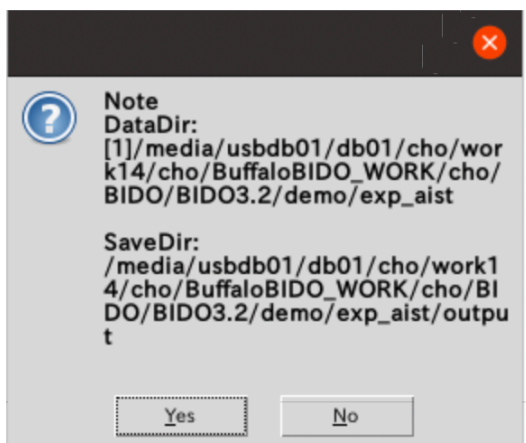 Note
DataDir:
[1]/media/usbdb01/db01/cho/wor
k14/cho/BuffaloBIDO_WORK/cho/
BIDO/BIDO3.2/demo/exp_aist
SaveDir:
/media/usbdb01/db01/cho/work1
4/cho/BuffaloBIDO_WORK/cho/BI
DO/BIDO3.2/demo/exp_aist/outpu
t
Yes No